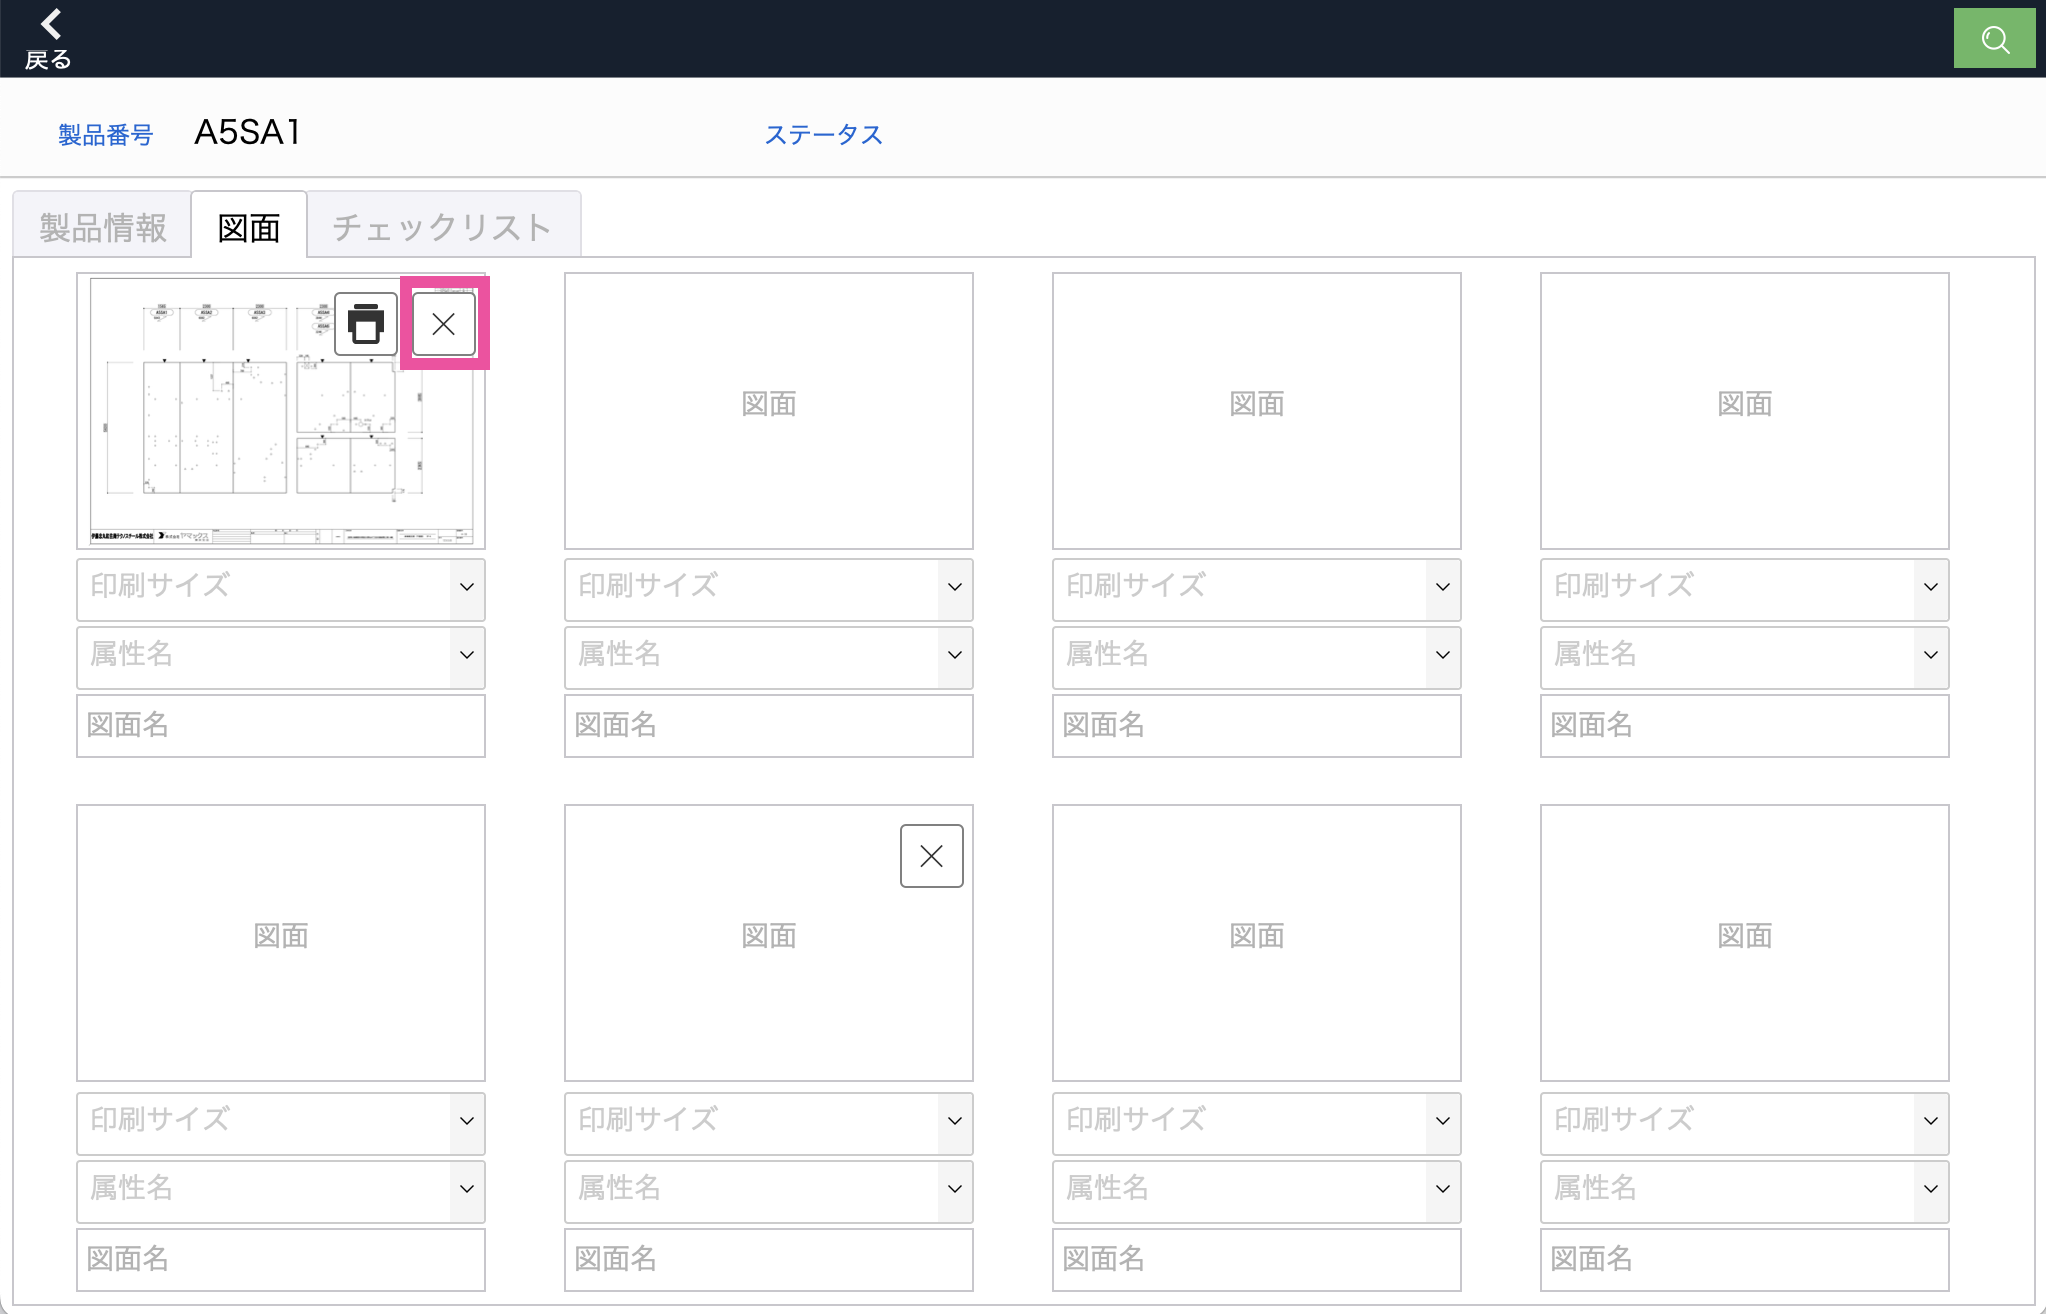 戻る
製品番号 A5SA1 ステータス
製品情報 図面 チェックリスト
図面 図面 図面
印刷サイズ 印刷サイズ 印刷サイズ 印刷サイズ
属性名 属性名 属性名 属性名
図面名 図面名 図面名 図面名
図面 図面 図面 図面
印刷サイズ 印刷サイズ 印刷サイズ 印刷サイズ
属性名 属性名 属性名 属性名
図面名 図面名 図面名 図面名